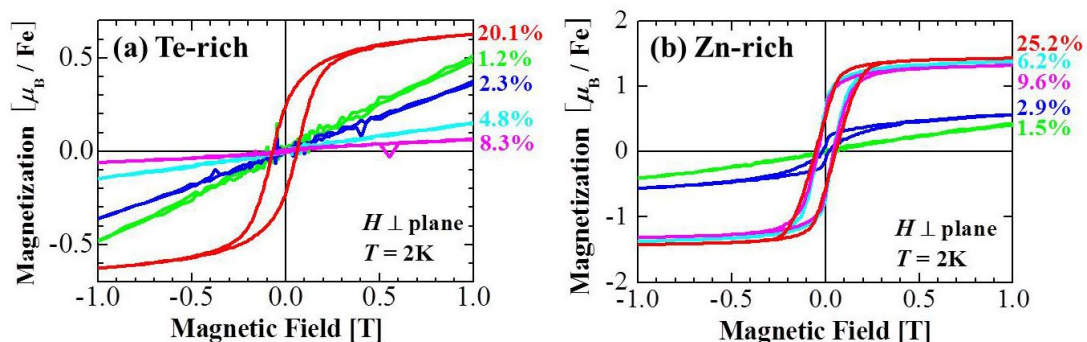 (a) Te-rich
20.1%
1.2%
2.3%
4.8%
8.3%
0.5
0.0
-0.5
Magnetization [μB / Fe]
H ⊥ plane
T = 2K
-1.0 -0.5 0.0 0.5 1.0
Magnetic Field [T]
(b) Zn-rich
25.2%
6.2%
9.6%
2.9%
1.5%
2
1
0
-1
-2
Magnetization [μB / Fe]
H ⊥ plane
T = 2K
-1.0 -0.5 0.0 0.5 1.0
Magnetic Field [T]